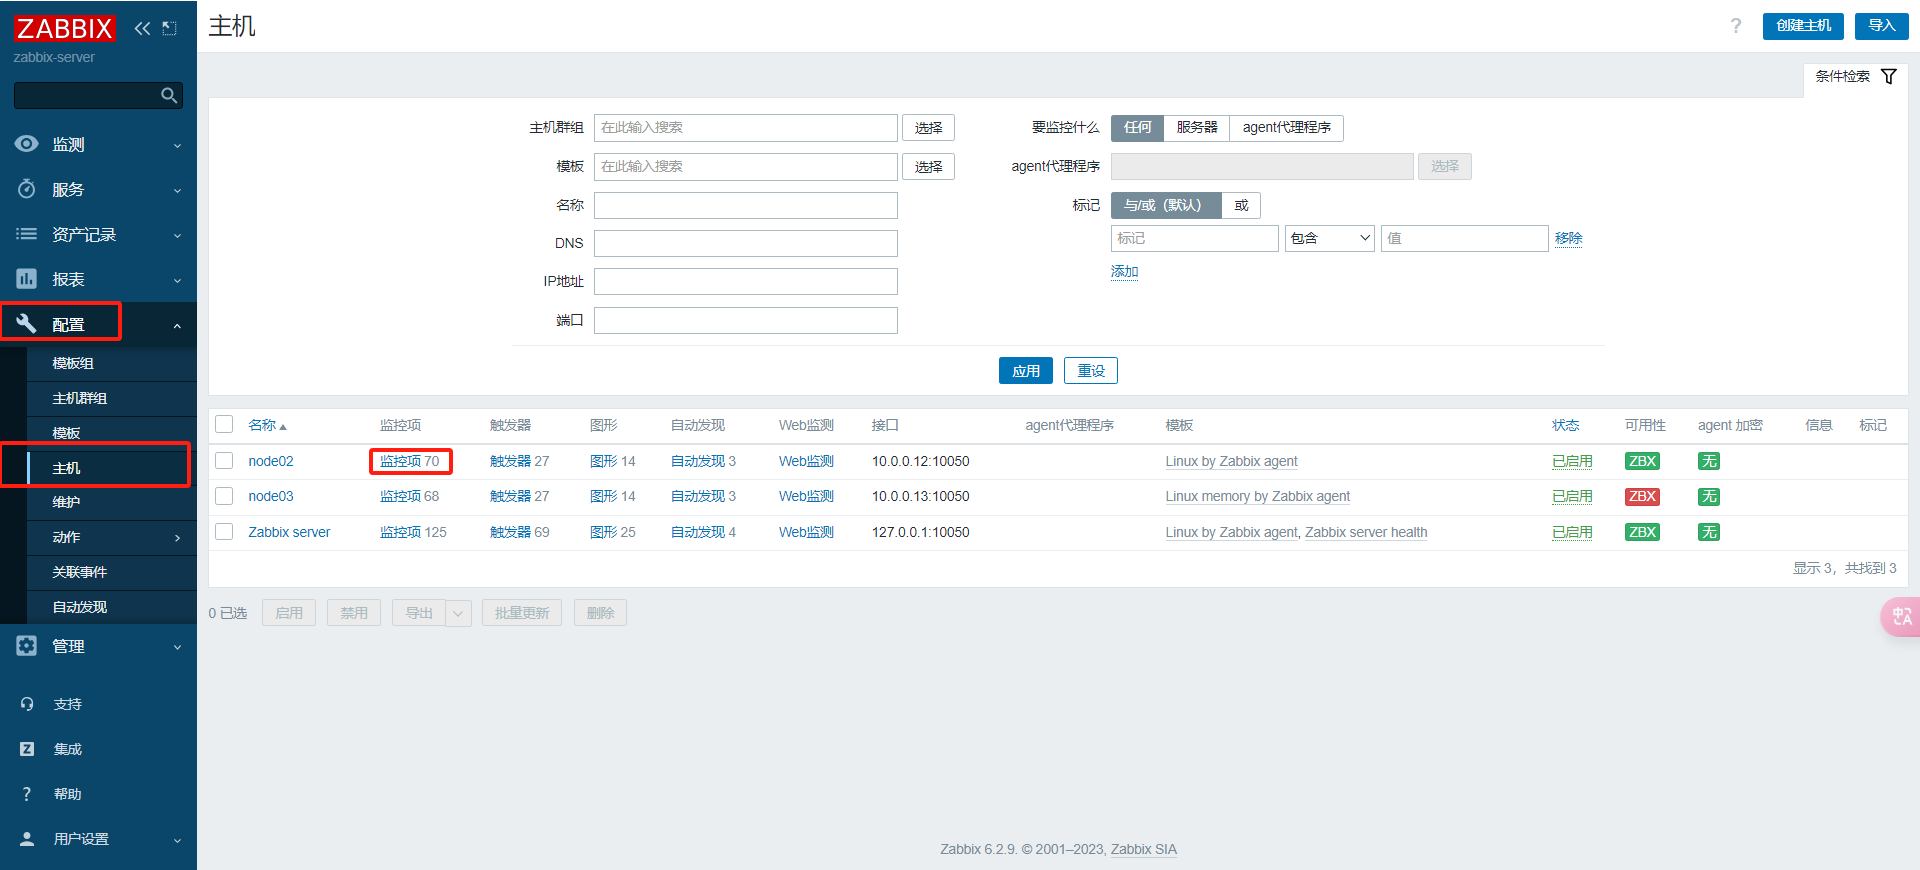 ZABBIX
zabbix-server
监测
服务
资产记录
报表
配置
模板组
主机群组
模板
主机
维护
动作
关联事件
自动发现
管理
支持
Z 集成
? 帮助
用户设置
主机
? 创建主机 导入
条件检索
主机群组 在此输入搜索 选择
模板 在此输入搜索 选择
名称
DNS
IP地址
端口
要监控什么 任何 服务器 agent代理程序
agent代理程序 选择
标记 与/或（默认） 或
标记 包含 值 移除
添加
应用 重设
名称 监控项 触发器 图形 自动发现 Web监测 接口 agent代理程序 模板 状态 可用性 agent 加密 信息 标记
node02 监控项 70 触发器 27 图形 14 自动发现 3 Web监测 10.0.0.12:10050 Linux by Zabbix agent 已启用 ZBX 无
node03 监控项 68 触发器 27 图形 14 自动发现 3 Web监测 10.0.0.13:10050 Linux memory by Zabbix agent 已启用 ZBX 无
Zabbix server 监控项 125 触发器 69 图形 25 自动发现 4 Web监测 127.0.0.1:10050 Linux by Zabbix agent, Zabbix server health 已启用 ZBX 无
显示 3，共找到 3
0 已选 启用 禁用 导出 批量更新 删除
中A
Zabbix 6.2.9. © 2001–2023, Zabbix SIA